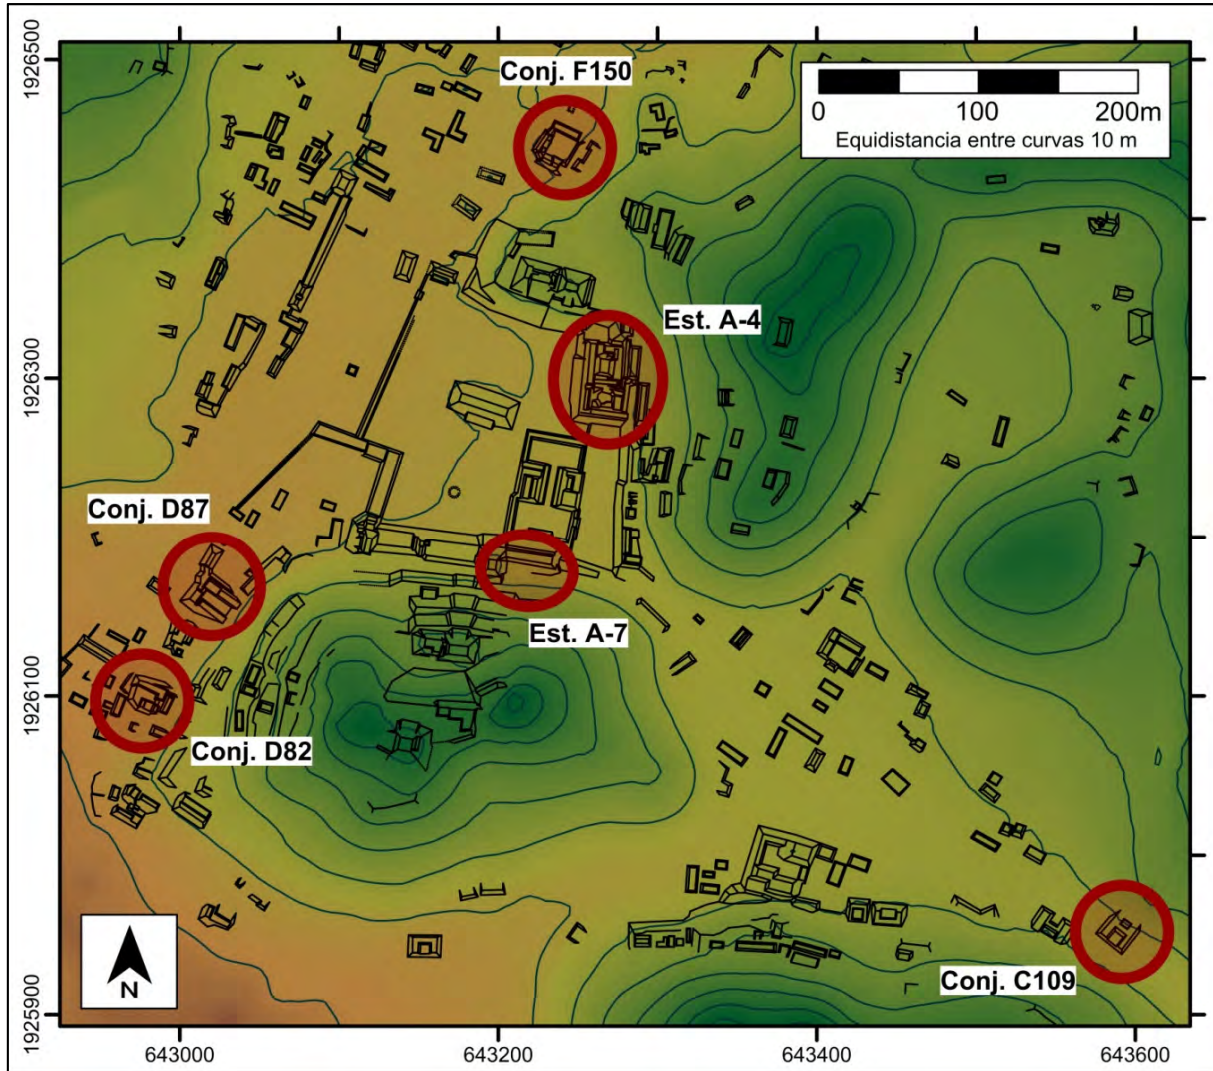 Conj. F150
0 100 200m
Equidistancia entre curvas 10 m
Est. A-4
Conj. D87
Est. A-7
Conj. D82
Conj. C109
N
1926500
1926300
1926100
1925900
643000 643200 643400 643600